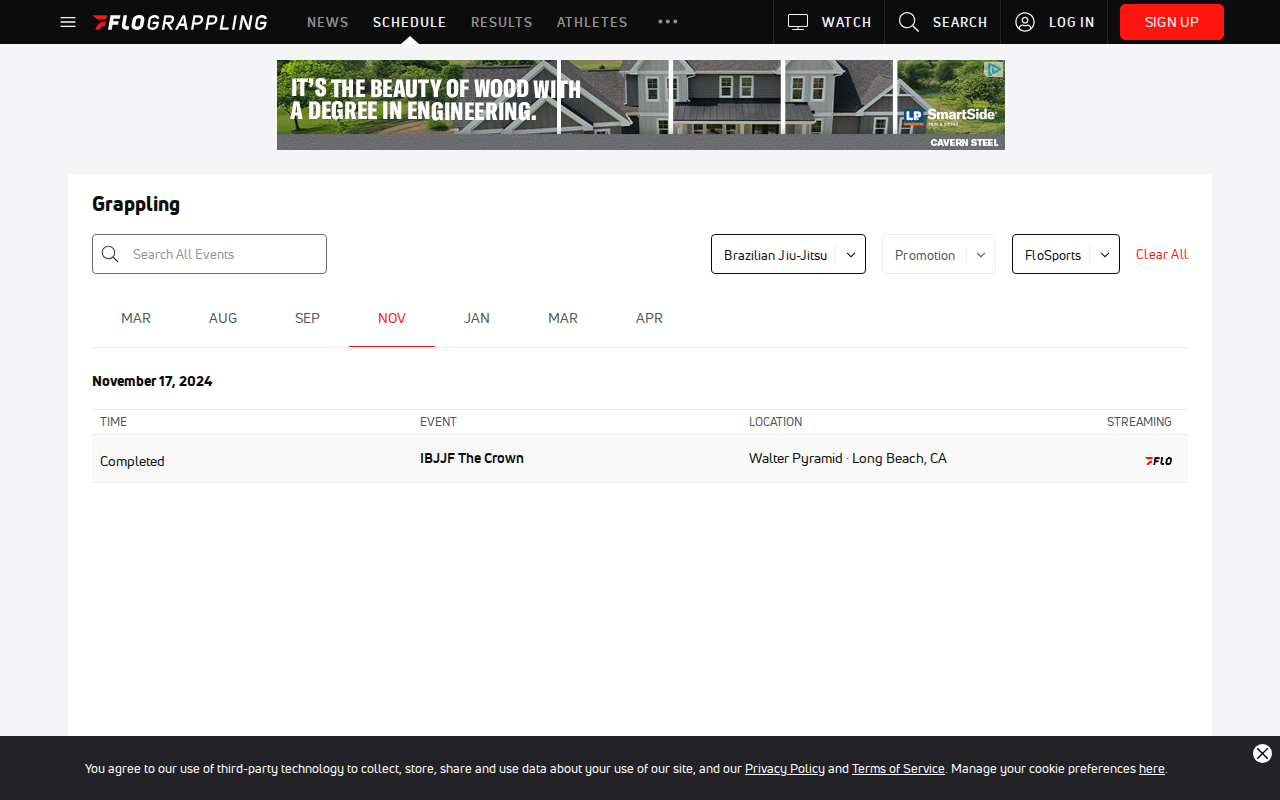 FLOGRAPPLING NEWS SCHEDULE RESULTS ATHLETES ••• WATCH SEARCH LOG IN SIGN UP
IT'S THE BEAUTY OF WOOD WITH
A DEGREE IN ENGINEERING.
LP SmartSide
CAVERN STEEL
Grappling
Search All Events Brazilian Jiu-Jitsu Promotion FloSports Clear All
MAR AUG SEP NOV JAN MAR APR
November 17, 2024
TIME EVENT LOCATION STREAMING
Completed IBJJF The Crown Walter Pyramid · Long Beach, CA FLO
You agree to our use of third-party technology to collect, store, share and use data about your use of our site, and our Privacy Policy and Terms of Service. Manage your cookie preferences here.